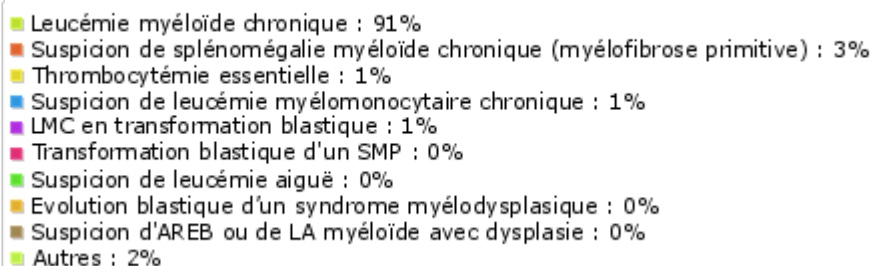 Leucémie myéloïde chronique : 91%
Suspicion de splénomégalie myéloïde chronique (myélofibrose primitive) : 3%
Thrombocytémie essentielle : 1%
Suspicion de leucémie myélomonocytaire chronique : 1%
LMC en transformation blastique : 1%
Transformation blastique d'un SMP : 0%
Suspicion de leucémie aiguë : 0%
Evolution blastique d'un syndrome myélodysplasique : 0%
Suspicion d'AREB ou de LA myéloïde avec dysplasie : 0%
Autres : 2%